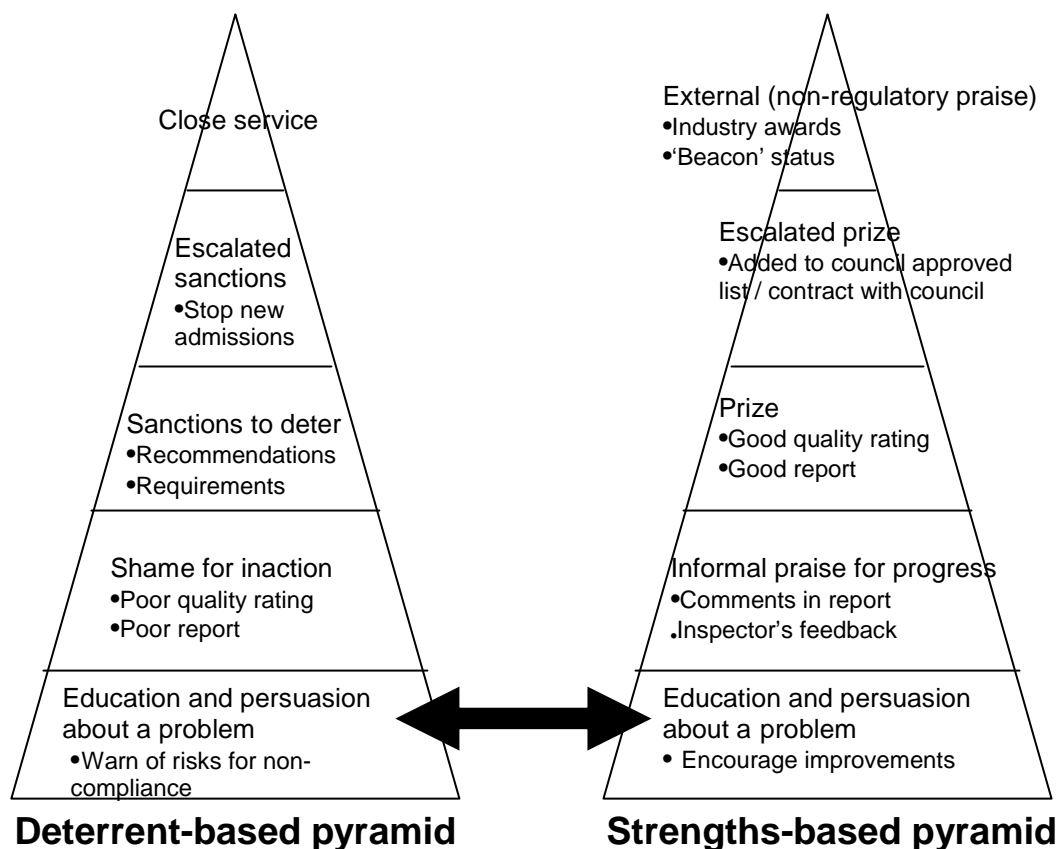 Close service
Escalated
sanctions
•Stop new
admissions
Sanctions to deter
•Recommendations
•Requirements
Shame for inaction
•Poor quality rating
•Poor report
Education and persuasion
about a problem
•Warn of risks for non-
compliance
Deterrent-based pyramid
External (non-regulatory praise)
•Industry awards
•‘Beacon’ status
Escalated prize
•Added to council approved
list / contract with council
Prize
•Good quality rating
•Good report
Informal praise for progress
•Comments in report
•Inspector’s feedback
Education and persuasion
about a problem
• Encourage improvements
Strengths-based pyramid